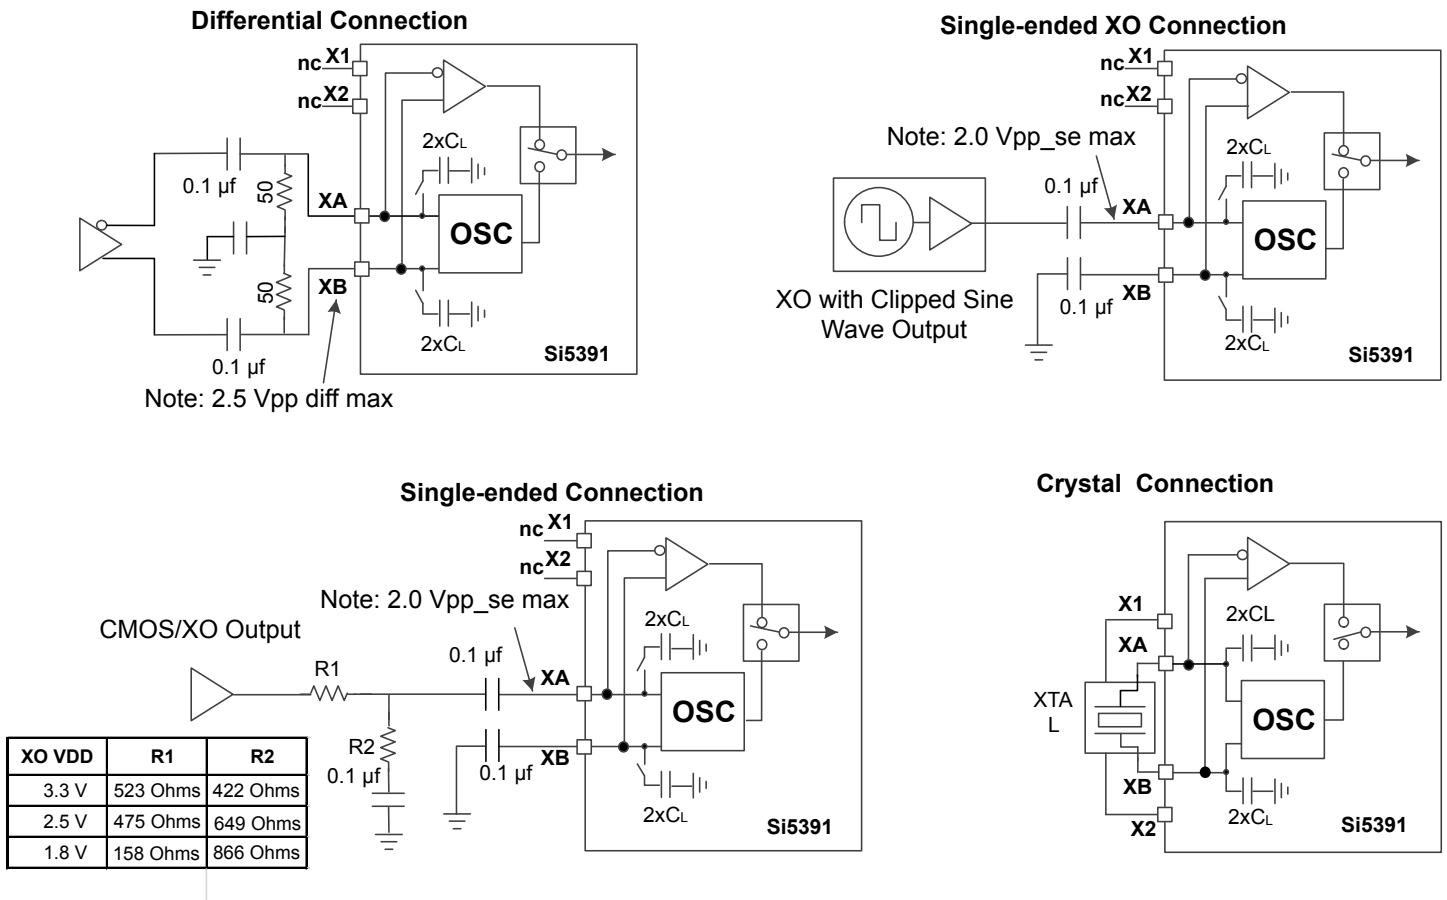 Differential Connection
nc X1
nc X2
2xCL
0.1 µf
50
XA
OSC
50
XB
2xCL
0.1 µf
Si5391
Note: 2.5 Vpp diff max
Single-ended XO Connection
nc X1
nc X2
Note: 2.0 Vpp_se max
2xCL
0.1 µf
XA
OSC
XB
0.1 µf
XO with Clipped Sine
Wave Output
2xCL
Si5391
Single-ended Connection
nc X1
nc X2
Note: 2.0 Vpp_se max
CMOS/XO Output
2xCL
0.1 µf
R1
XA
OSC
R2
XB
0.1 µf
0.1 µf
2xCL
Si5391
XO VDD R1 R2
3.3 V 523 Ohms 422 Ohms
2.5 V 475 Ohms 649 Ohms
1.8 V 158 Ohms 866 Ohms
Crystal Connection
X1
2xCL
XA
XTA
L
OSC
XB
2xCL
X2
Si5391